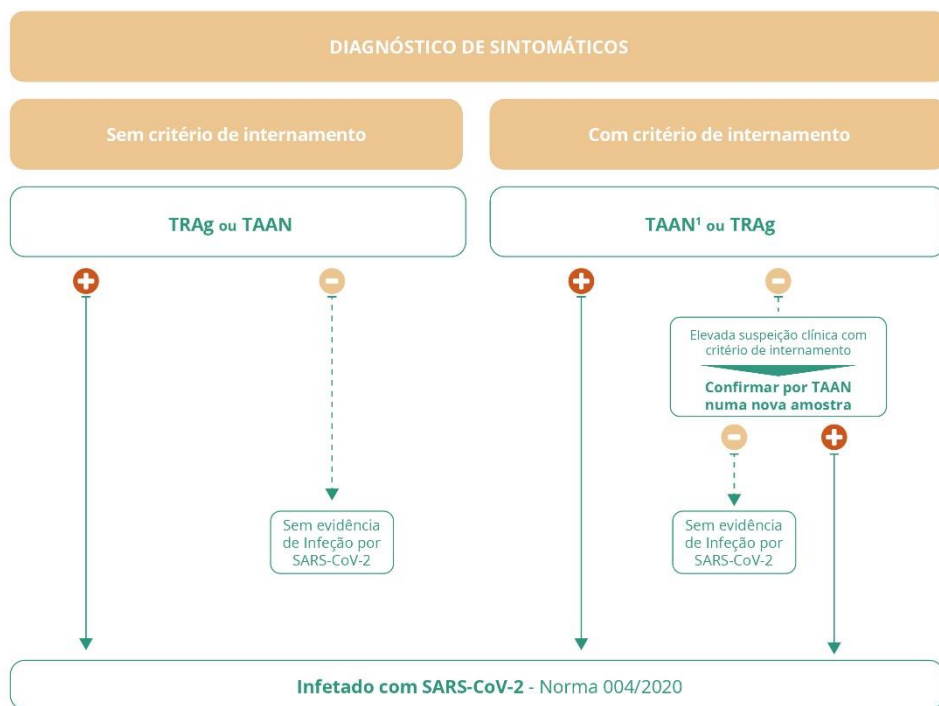 DIAGNÓSTICO DE SINTOMÁTICOS
Sem critério de internamento
Com critério de internamento
TRAg ou TAAN
TAAN¹ ou TRAg
Elevada suspeição clínica com
critério de internamento
Confirmar por TAAN
numa nova amostra
Sem evidência
de Infeção por
SARS-CoV-2
Sem evidência
de Infeção por
SARS-CoV-2
Infetado com SARS-CoV-2 - Norma 004/2020